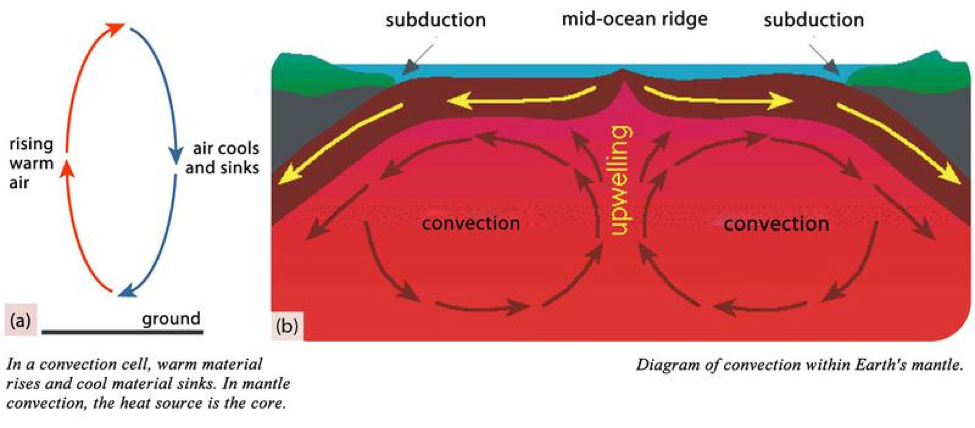 subduction
mid-ocean ridge
subduction
rising
warm
air
air cools
and sinks
upwelling
convection
convection
(a)
ground
(b)
In a convection cell, warm material
rises and cool material sinks. In mantle
convection, the heat source is the core.
Diagram of convection within Earth's mantle.